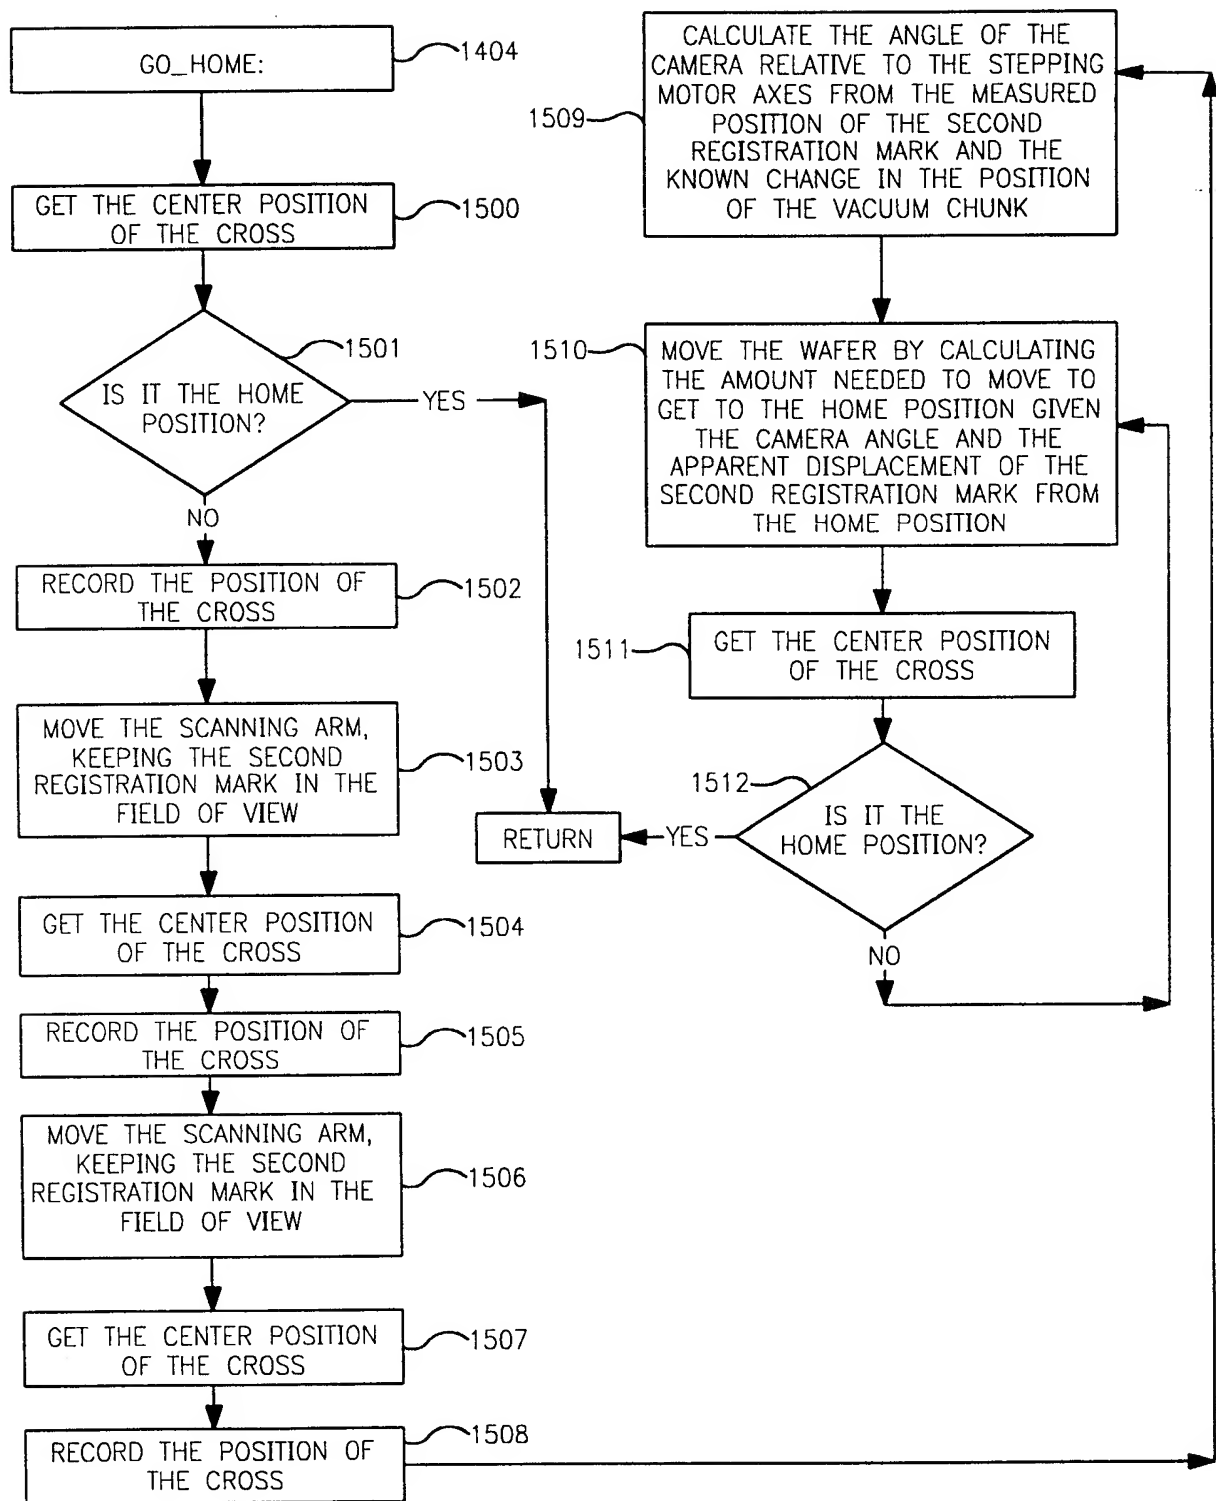 GO_HOME:
1404
GET THE CENTER POSITION
OF THE CROSS
1500
IS IT THE HOME
POSITION?
1501
YES
NO
RECORD THE POSITION OF
THE CROSS
1502
MOVE THE SCANNING ARM,
KEEPING THE SECOND
REGISTRATION MARK IN THE
FIELD OF VIEW
1503
GET THE CENTER POSITION
OF THE CROSS
1504
RECORD THE POSITION OF
THE CROSS
1505
MOVE THE SCANNING ARM,
KEEPING THE SECOND
REGISTRATION MARK IN THE
FIELD OF VIEW
1506
GET THE CENTER POSITION
OF THE CROSS
1507
RECORD THE POSITION OF
THE CROSS
1508
1509
CALCULATE THE ANGLE OF THE
CAMERA RELATIVE TO THE STEPPING
MOTOR AXES FROM THE MEASURED
POSITION OF THE SECOND
REGISTRATION MARK AND THE
KNOWN CHANGE IN THE POSITION
OF THE VACUUM CHUNK
1510
MOVE THE WAFER BY CALCULATING
THE AMOUNT NEEDED TO MOVE TO
GET TO THE HOME POSITION GIVEN
THE CAMERA ANGLE AND THE
APPARENT DISPLACEMENT OF THE
SECOND REGISTRATION MARK FROM
THE HOME POSITION
1511
GET THE CENTER POSITION
OF THE CROSS
1512
IS IT THE
HOME POSITION?
YES
RETURN
NO